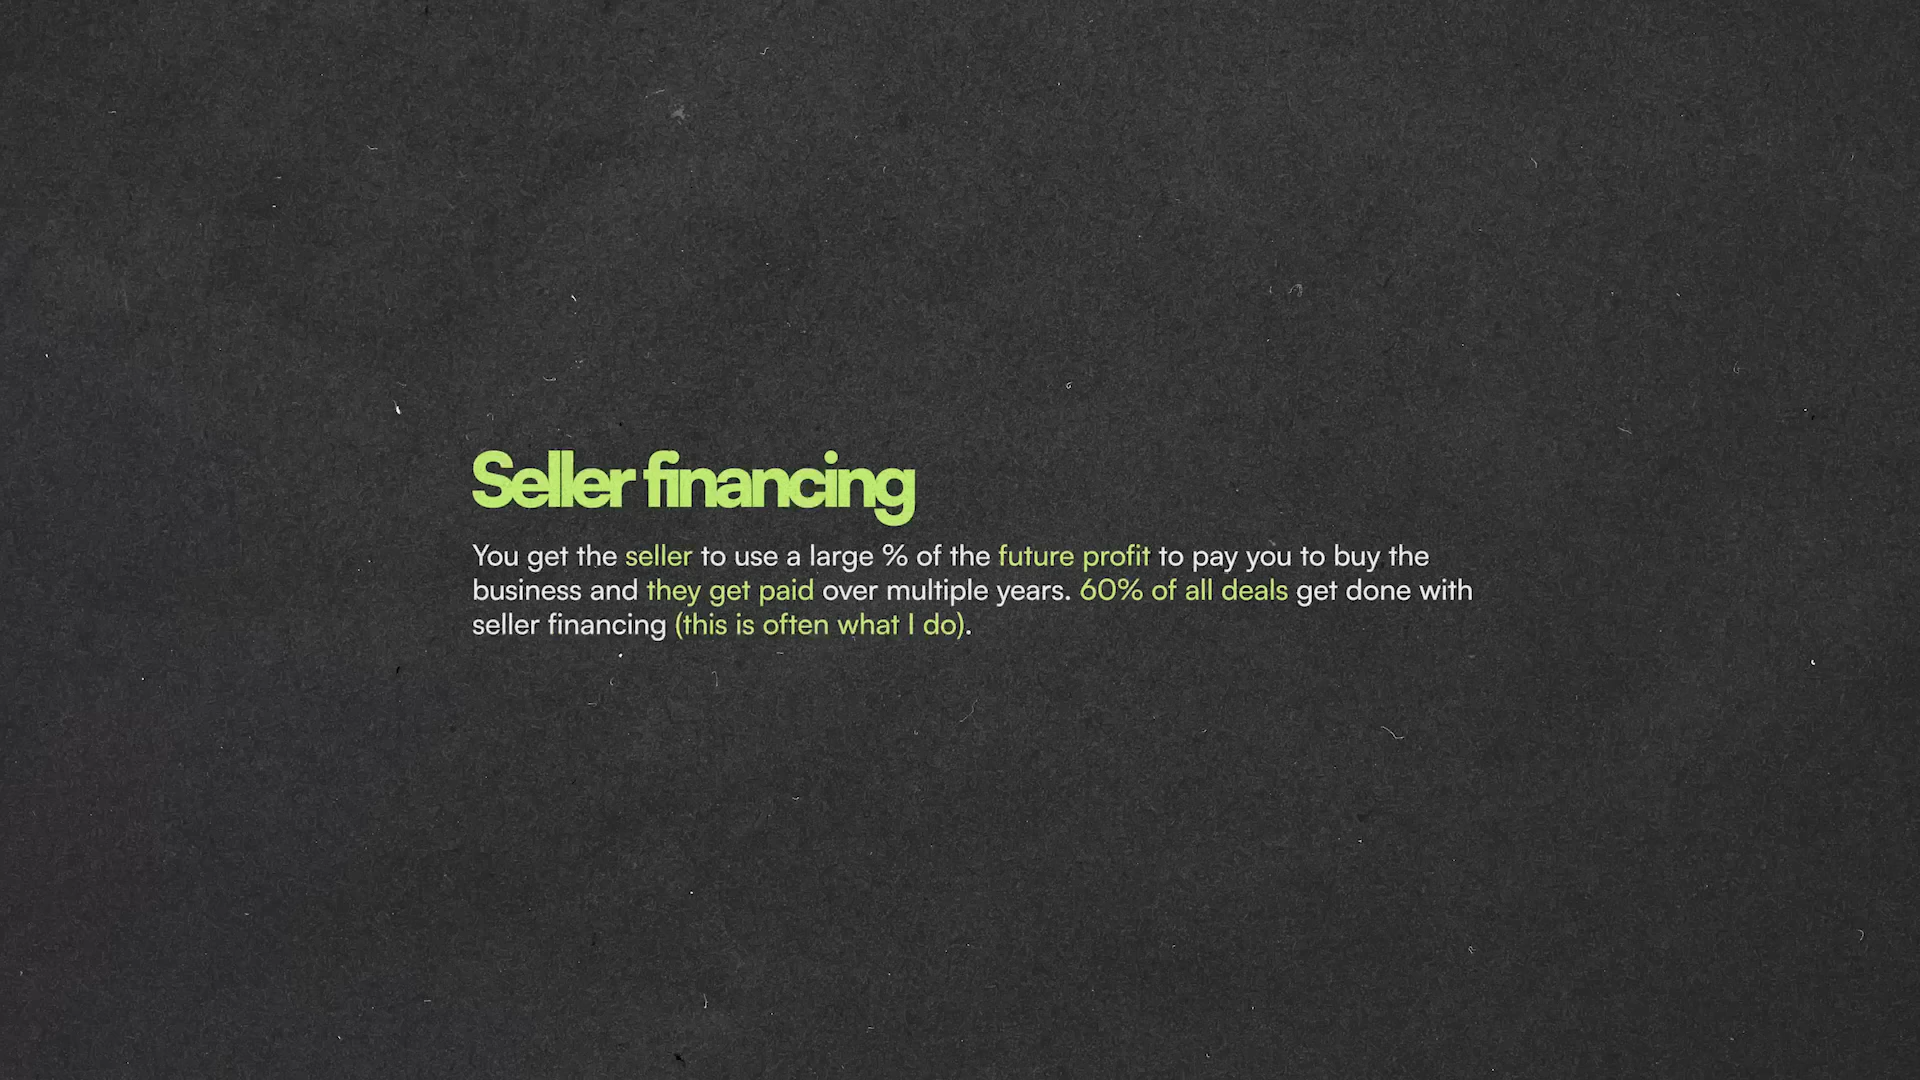 Seller financing
You get the seller to use a large % of the future profit to pay you to buy the
business and they get paid over multiple years. 60% of all deals get done with
seller financing (this is often what I do).